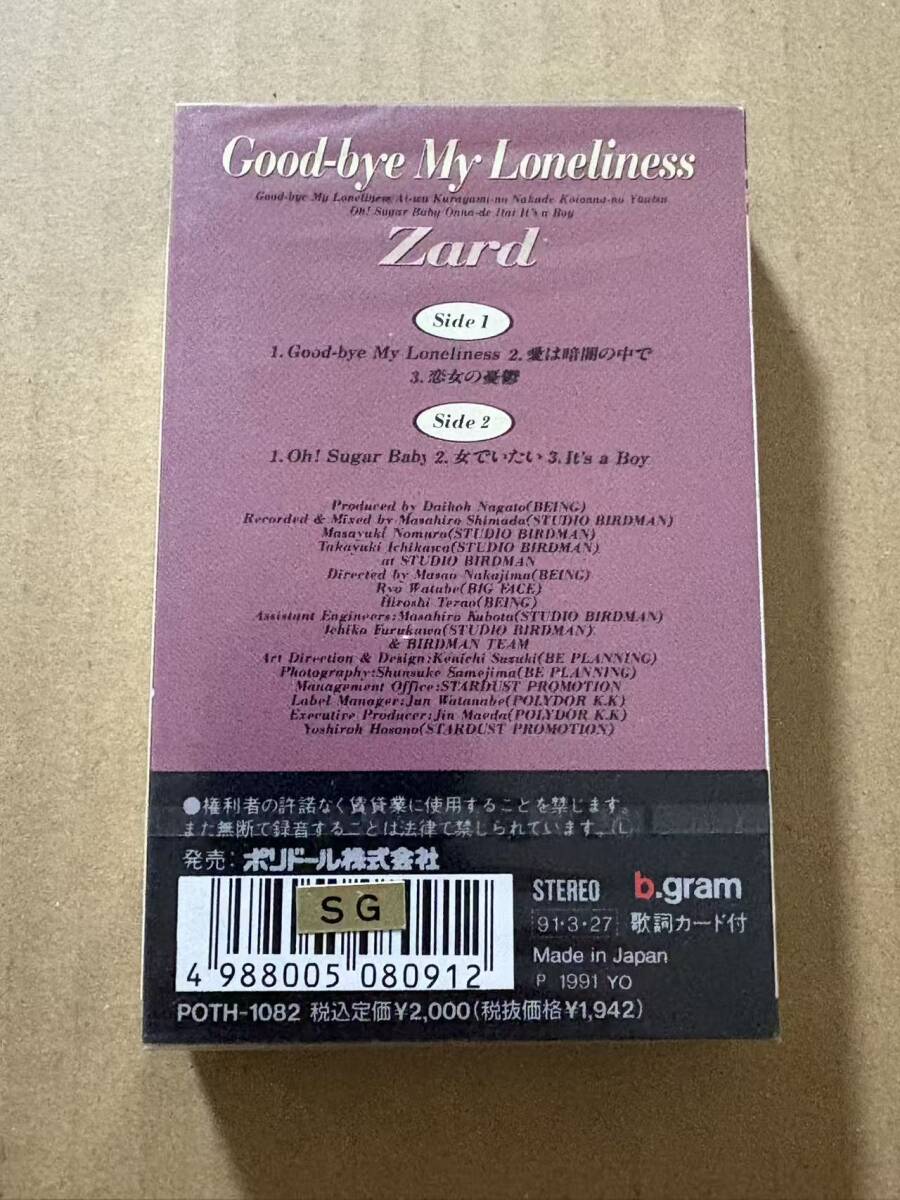 Good-bye My Loneliness
Good-bye My Loneliness Ai-wa Kurayami-no Nakade Koioana-no Yuutsu
Oh! Sugar Baby Onna-de Itai It's a Boy
Zard
Side 1
1. Good-bye My Loneliness 2. 愛は暗闇の中で
3. 恋女の憂鬱
Side 2
1. Oh! Sugar Baby 2. 女でいたい 3. It's a Boy
Produced by Daikoh Nagato(BEING)
Recorded & Mixed by Masahiro Shimada(STUDIO BIRDMAN)
Masayuki Nomura(STUDIO BIRDMAN)
Takayuki Ichikawa(STUDIO BIRDMAN)
at STUDIO BIRDMAN
Directed by Masao Nakajima(BEING)
Ryo Watabe(BIG FACE)
Hiroshi Terao(BEING)
Assistant Engineers:Masahiro Kubota(STUDIO BIRDMAN)
Ichiko Furukawa(STUDIO BIRDMAN)
& BIRDMAN TEAM
Art Direction & Design:Kenichi Suzuki(BE PLANNING)
Photography:Shunsuke Samejima(BE PLANNING)
Management Office:STARDUST PROMOTION
Label Manager:Jun Watanabe(POLYDOR K.K)
Executive Producer:Jin Maeda(POLYDOR K.K)
Yoshiroh Hosono(STARDUST PROMOTION)
●権利者の許諾なく賃貸業に使用することを禁じます。
また無断で録音することは法律で禁じられています。(L)
発売:ポリドール株式会社
SG
STEREO b.gram
91・3・27 歌詞カード付
Made in Japan
4 988005 080912
P 1991 YO
POTH-1082 税込定価¥2,000(税抜価格¥1,942)